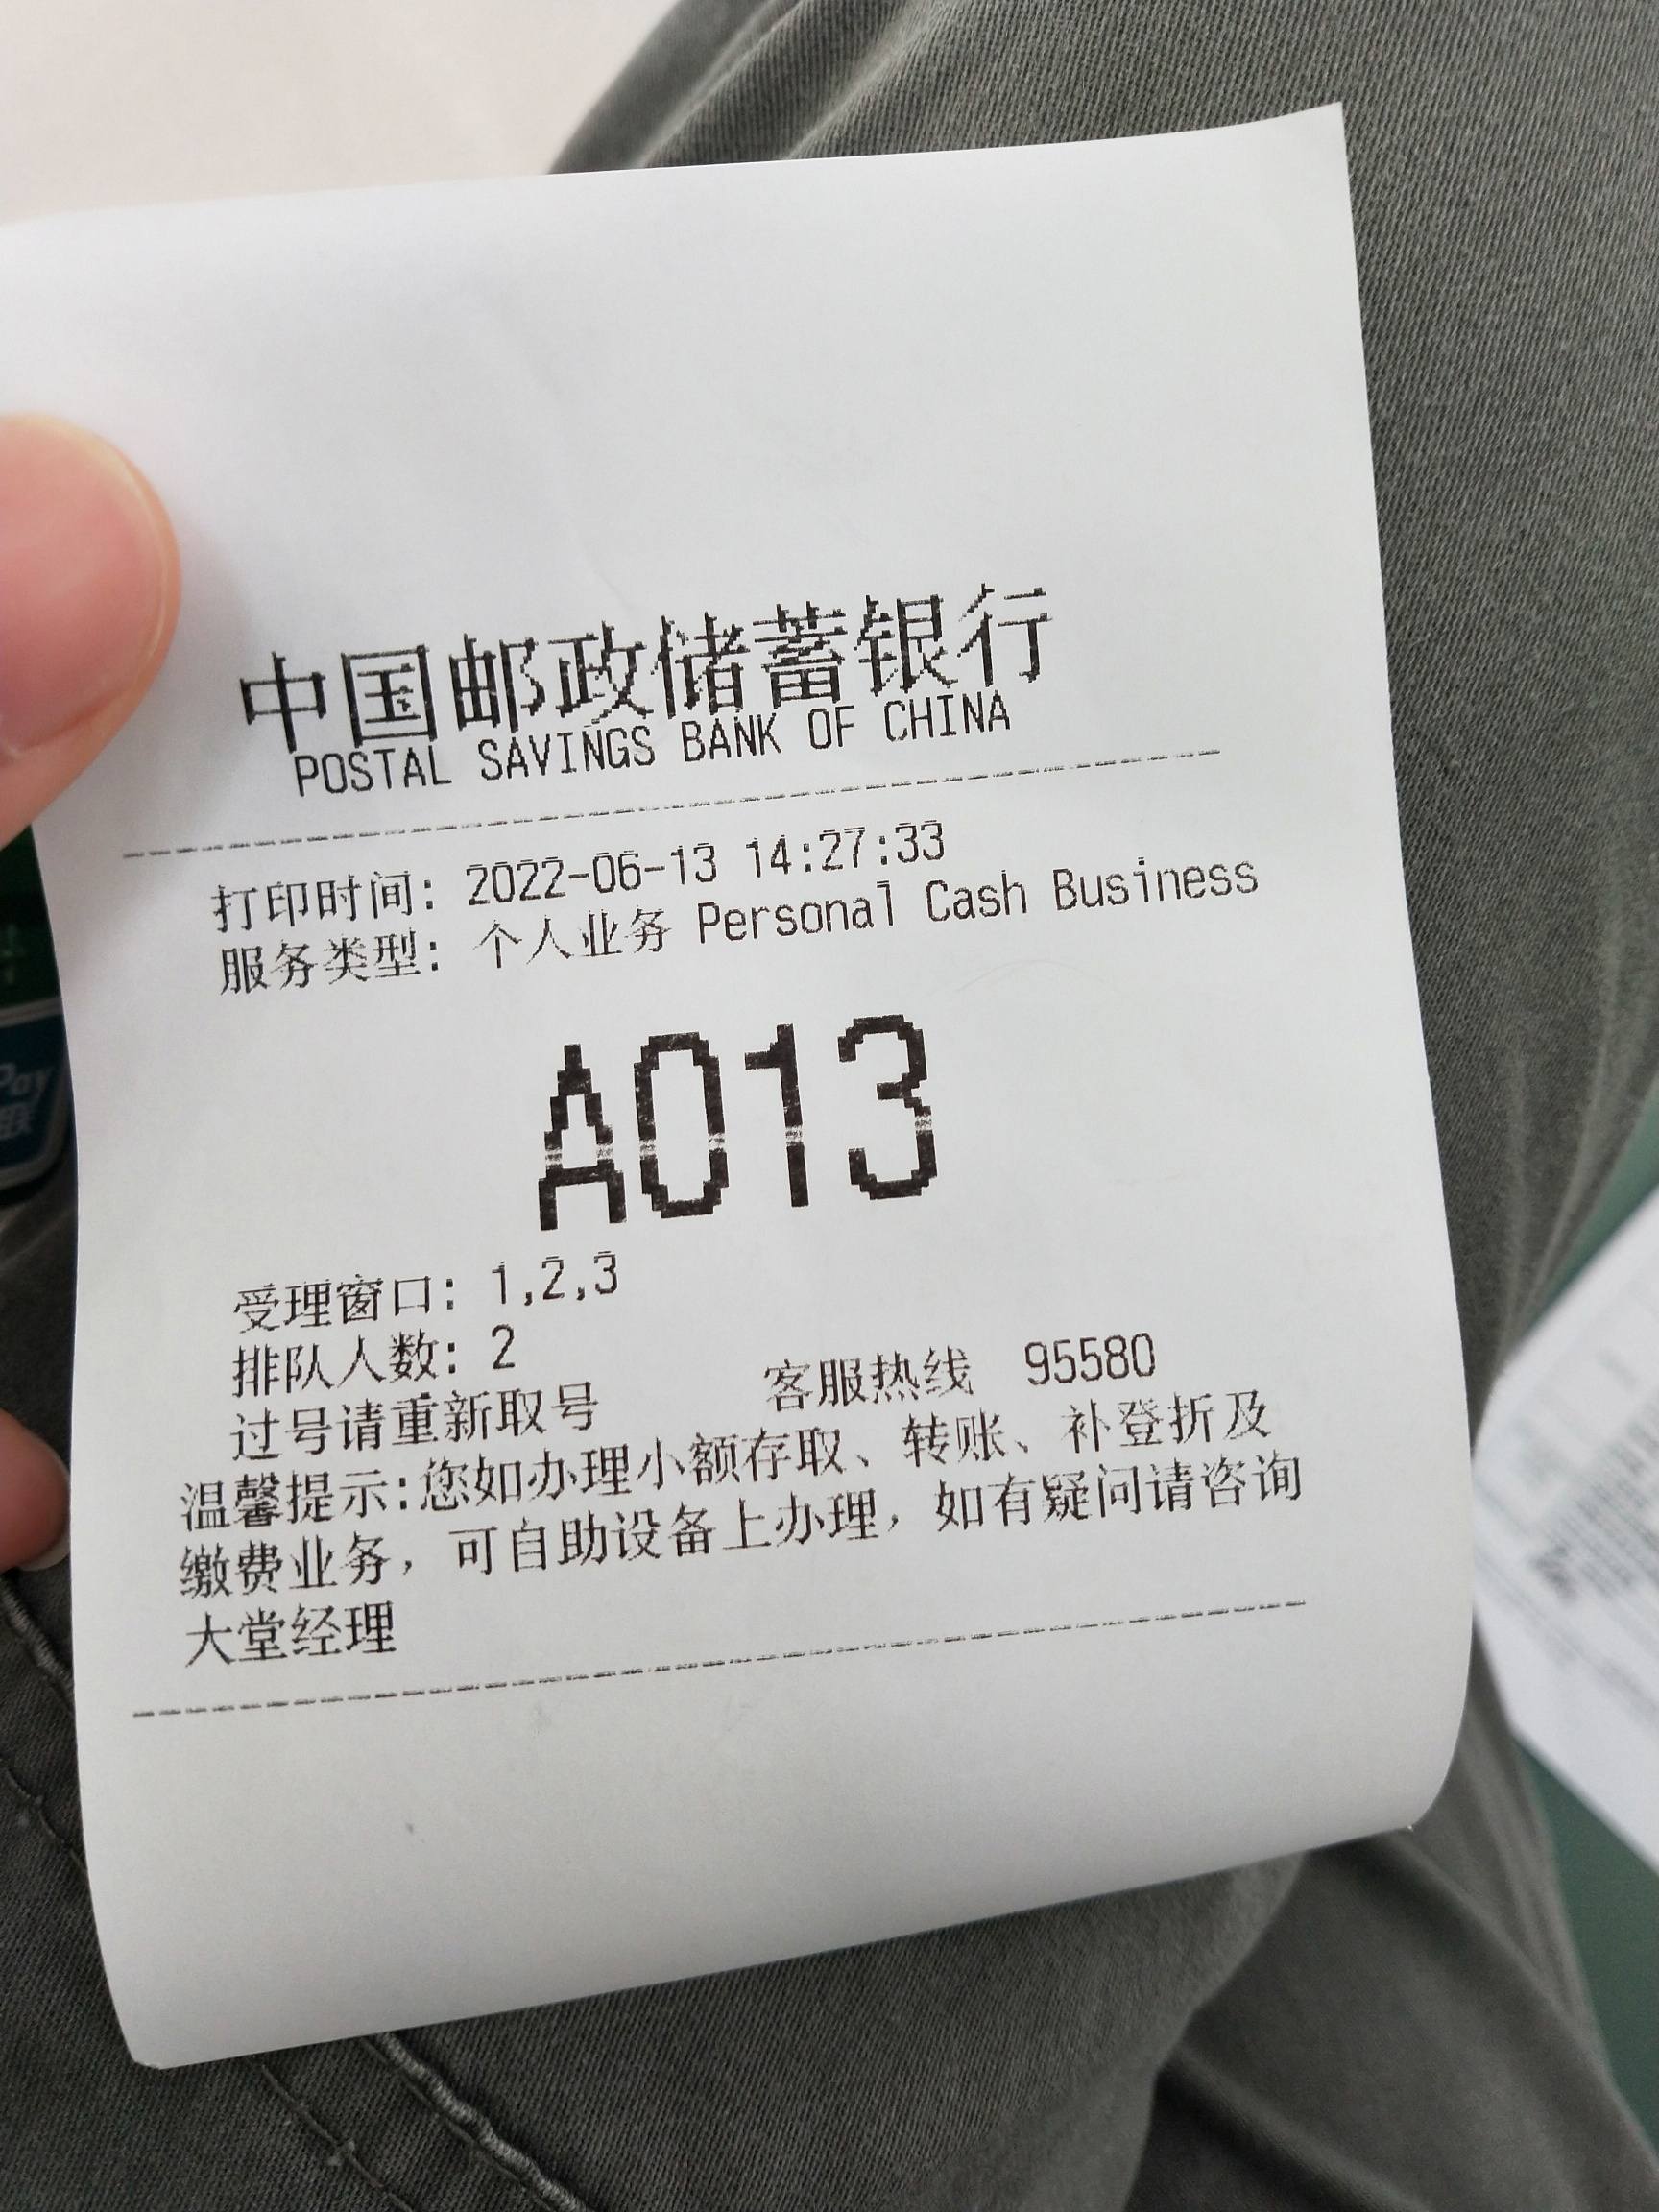 中国邮政储蓄银行
POSTAL SAVINGS BANK OF CHINA
打印时间: 2022-06-13 14:27:33
服务类型: 个人业务 Personal Cash Business
A013
受理窗口: 1,2,3
排队人数: 2
过号请重新取号 客服热线 95580
温馨提示:您如办理小额存取、转账、补登折及
缴费业务，可自助设备上办理，如有疑问请咨询
大堂经理
Pay